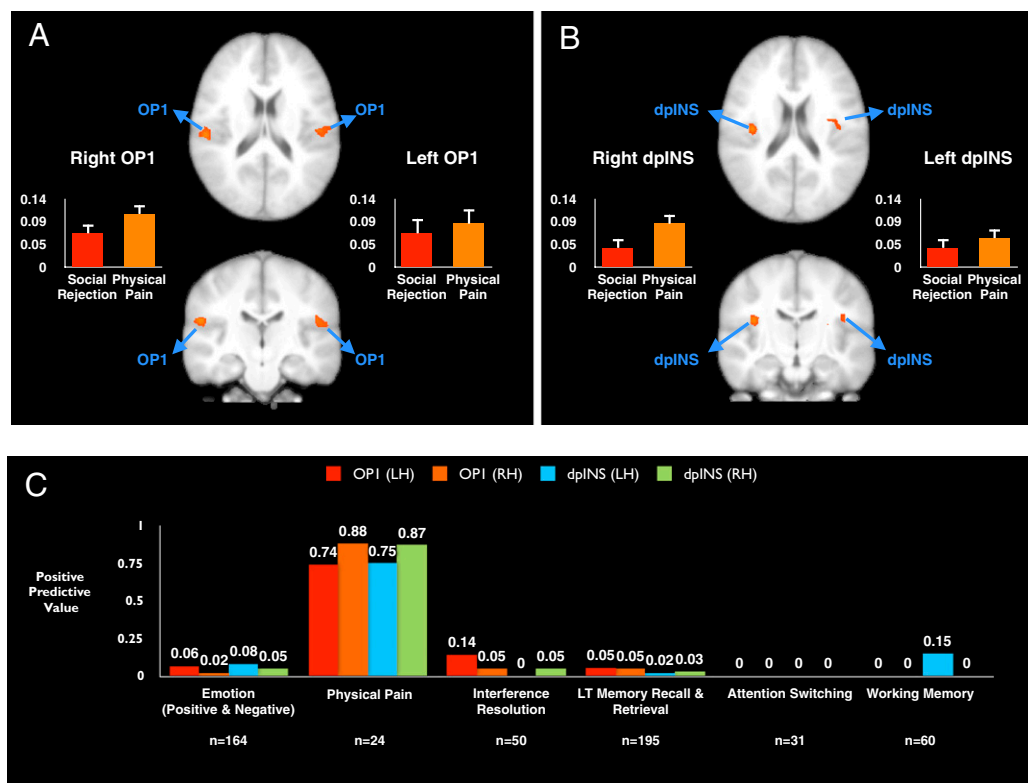 A
OP1
OP1
Right OP1
Left OP1
0.14
0.09
0.05
0
Social Rejection
Physical Pain
0.14
0.09
0.05
0
Social Rejection
Physical Pain
OP1
OP1
B
dpINS
dpINS
Right dpINS
Left dpINS
0.14
0.09
0.05
0
Social Rejection
Physical Pain
0.14
0.09
0.05
0
Social Rejection
Physical Pain
dpINS
dpINS
C
OP1 (LH) OP1 (RH) dpINS (LH) dpINS (RH)
Positive
Predictive
Value
1
0.75
0.5
0.25
0
0.06 0.02 0.08 0.05
0.74 0.88 0.75 0.87
0.14 0.05 0 0.05
0.05 0.05 0.02 0.03
0 0 0 0
0 0 0.15 0
Emotion
(Positive & Negative)
Physical Pain
Interference
Resolution
LT Memory Recall &
Retrieval
Attention Switching
Working Memory
n=164 n=24 n=50 n=195 n=31 n=60